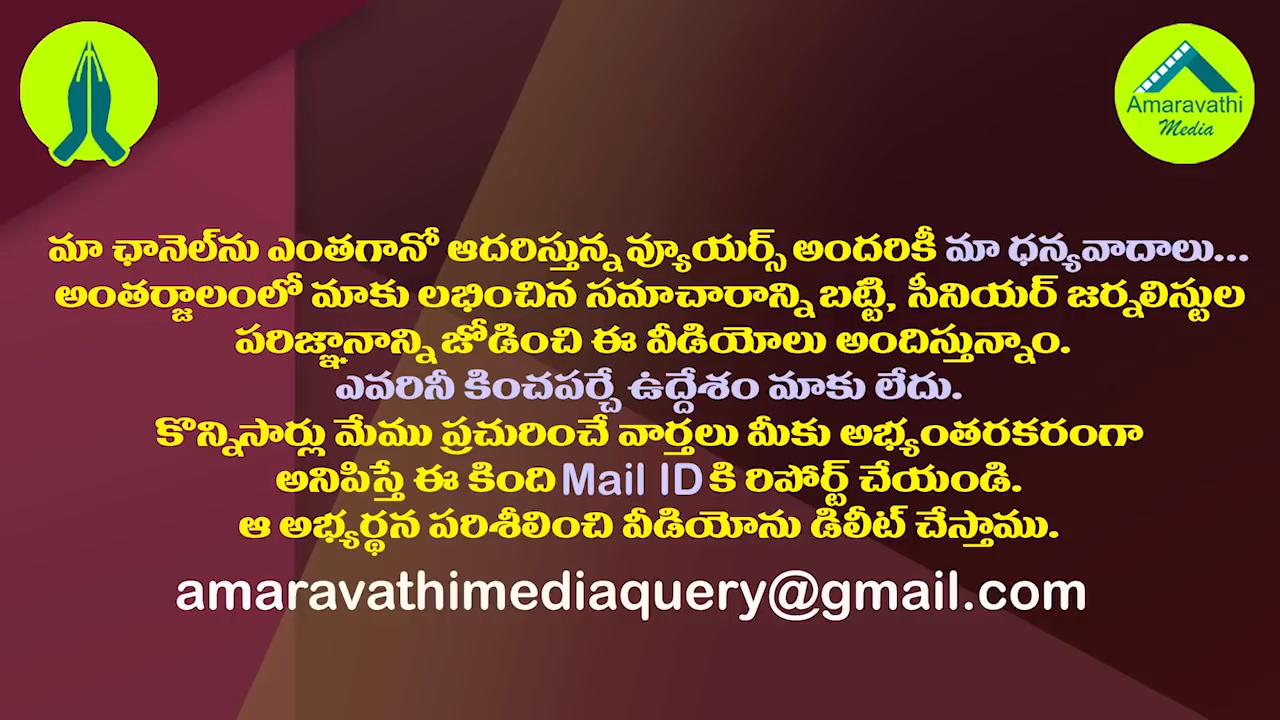 Amaravathi
Media
మా ఛానెల్‌ను ఎంతగానో ఆదరిస్తున్న వ్యూయర్స్ అందరికీ మా ధన్యవాదాలు...
అంతర్జాలంలో మాకు లభించిన సమాచారాన్ని బట్టి, సీనియర్ జర్నలిస్టుల
పరిజ్ఞానాన్ని జోడించి ఈ వీడియోలు అందిస్తున్నాం.
ఎవరినీ కించపర్చే ఉద్దేశం మాకు లేదు.
కొన్నిసార్లు మేము ప్రచురించే వార్తలు మీకు అభ్యంతరకరంగా
అనిపిస్తే ఈ కింది Mail ID కి రిపోర్ట్ చేయండి.
ఆ అభ్యర్థన పరిశీలించి వీడియోను డిలీట్ చేస్తాము.
amaravathimediaquery@gmail.com